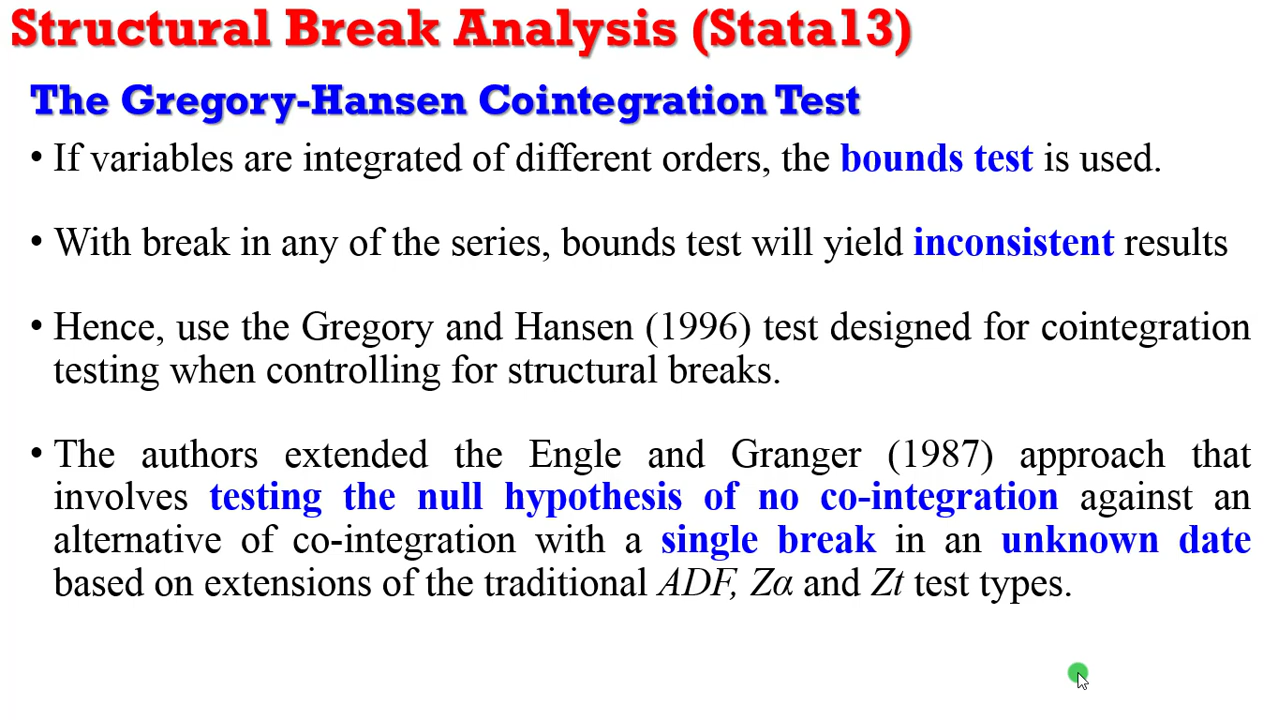 Structural Break Analysis (Stata13)
The Gregory-Hansen Cointegration Test
• If variables are integrated of different orders, the bounds test is used.
• With break in any of the series, bounds test will yield inconsistent results
• Hence, use the Gregory and Hansen (1996) test designed for cointegration
testing when controlling for structural breaks.
• The authors extended the Engle and Granger (1987) approach that
involves testing the null hypothesis of no co-integration against an
alternative of co-integration with a single break in an unknown date
based on extensions of the traditional ADF, Zα and Zt test types.